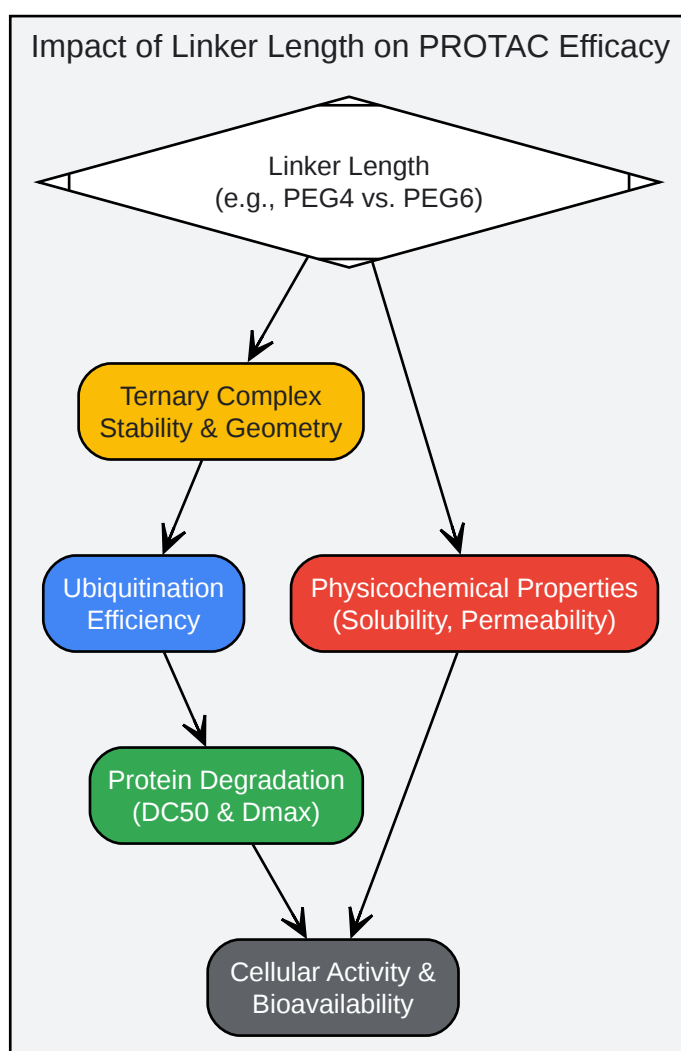 Impact of Linker Length on PROTAC Efficacy
Linker Length
(e.g., PEG4 vs. PEG6)
Ternary Complex
Stability & Geometry
Ubiquitination
Efficiency
Physicochemical Properties
(Solubility, Permeability)
Protein Degradation
(DC50 & Dmax)
Cellular Activity &
Bioavailability